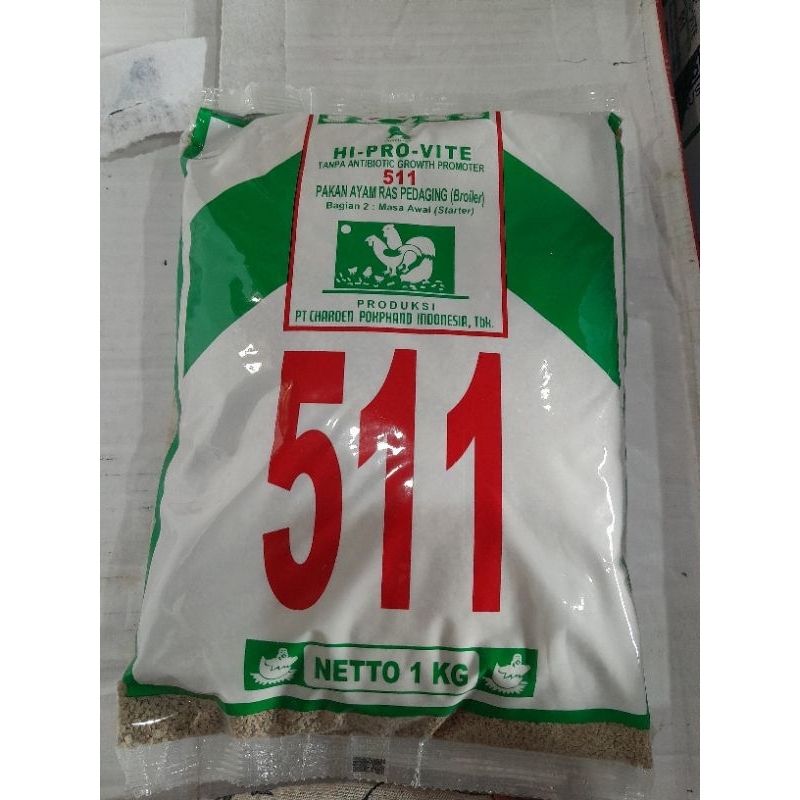 HI-PRO-VITE
TANPA ANTIBIOTIC GROWTH PROMOTER
511
PAKAN AYAM RAS PEDAGING (Broiler)
Bagian 2 : Masa Awal (Starter)
PRODUKSI
PT CHAROEN POKPHAND INDONESIA, Tbk.
511
NETTO 1 KG